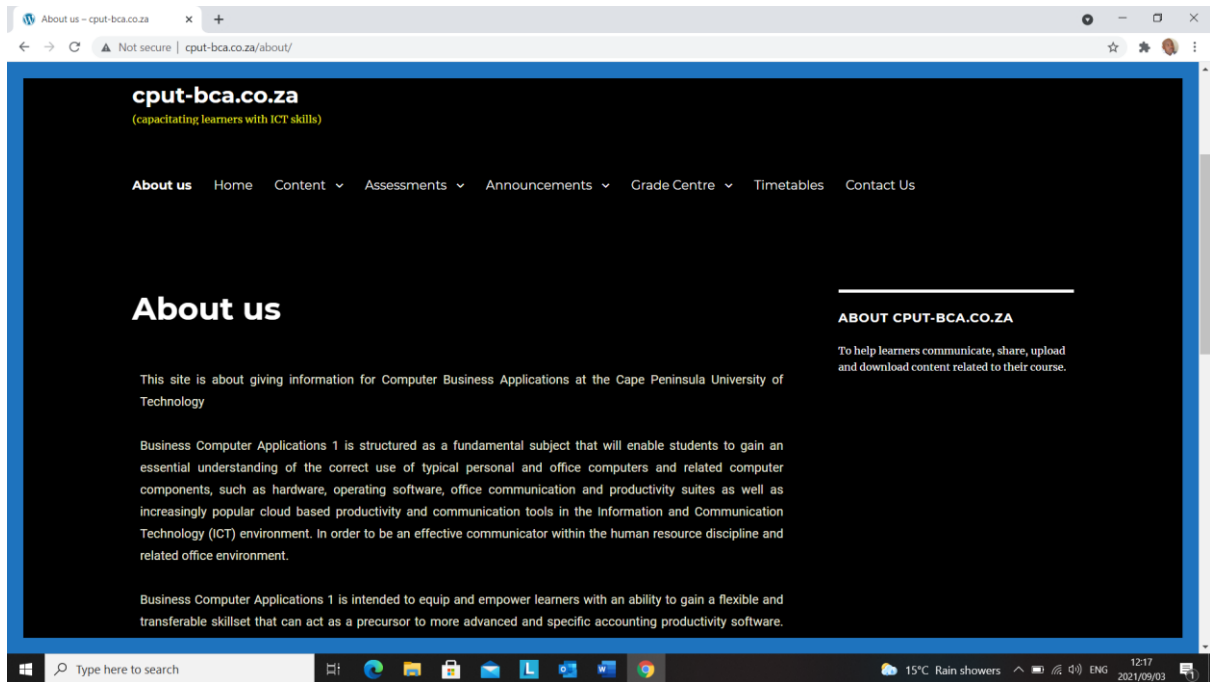 About us – cput-bca.co.za
Not secure | cput-bca.co.za/about/
cput-bca.co.za
(capacitating learners with ICT skills)
About us Home Content Assessments Announcements Grade Centre Timetables Contact Us
About us
This site is about giving information for Computer Business Applications at the Cape Peninsula University of
Technology
Business Computer Applications 1 is structured as a fundamental subject that will enable students to gain an
essential understanding of the correct use of typical personal and office computers and related computer
components, such as hardware, operating software, office communication and productivity suites as well as
increasingly popular cloud based productivity and communication tools in the Information and Communication
Technology (ICT) environment. In order to be an effective communicator within the human resource discipline and
related office environment.
Business Computer Applications 1 is intended to equip and empower learners with an ability to gain a flexible and
transferable skillset that can act as a precursor to more advanced and specific accounting productivity software.
ABOUT CPUT-BCA.CO.ZA
To help learners communicate, share, upload
and download content related to their course.
Type here to search
15°C Rain showers
ENG
12:17
2021/09/03